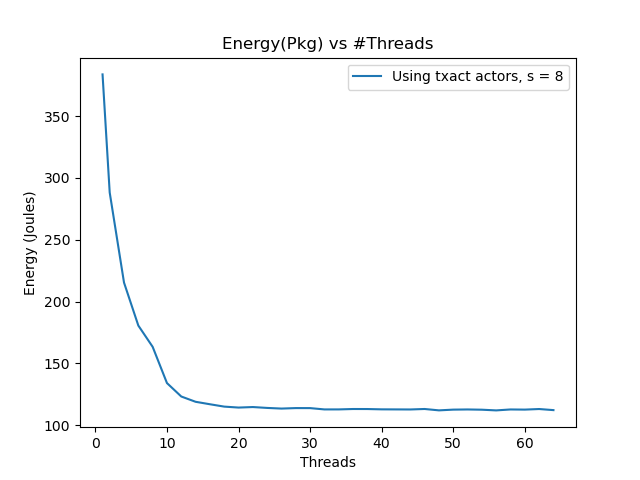 Energy(Pkg) vs #Threads
Using txact actors, s = 8
350
300
250
200
150
100
Energy (Joules)
0 10 20 30 40 50 60
Threads